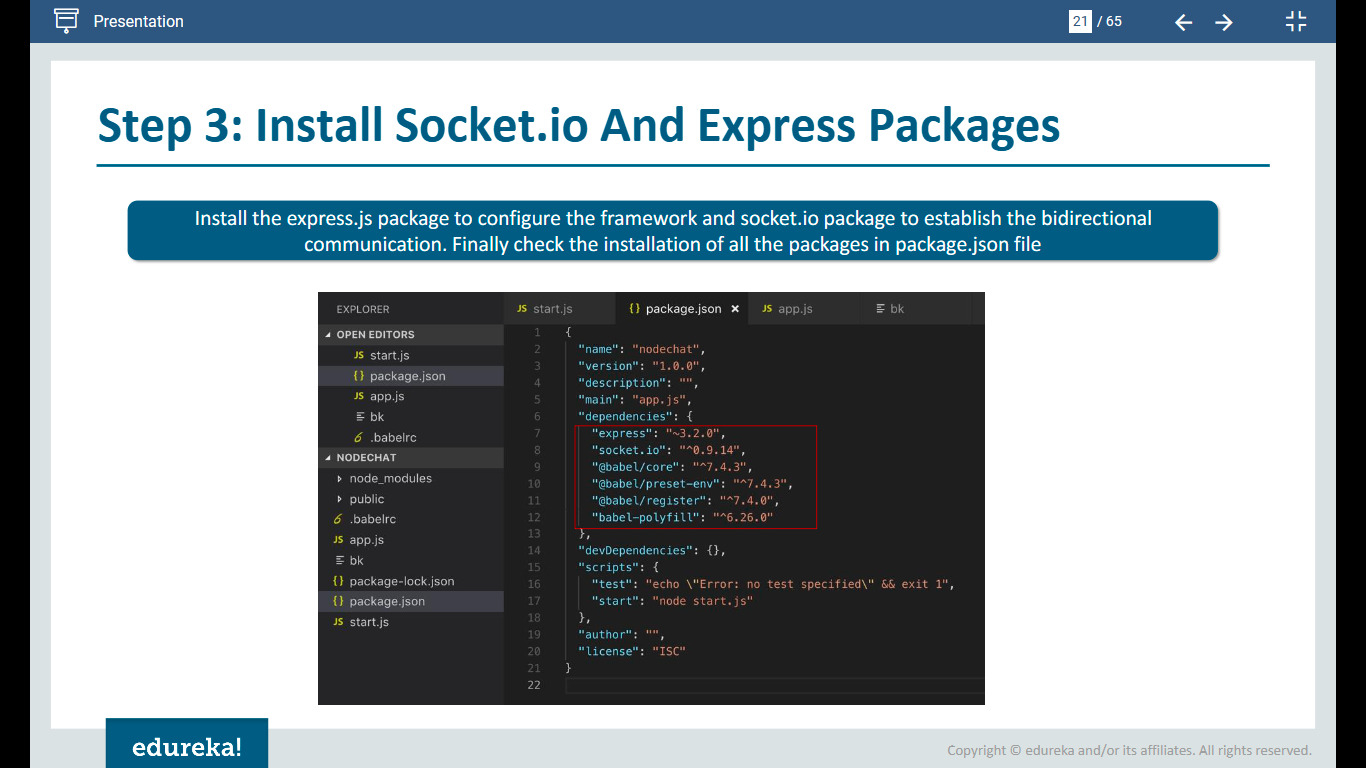 Presentation
21 / 65
Step 3: Install Socket.io And Express Packages
Install the express.js package to configure the framework and socket.io package to establish the bidirectional
communication. Finally check the installation of all the packages in package.json file
EXPLORER
OPEN EDITORS
JS start.js
{} package.json
JS app.js
bk
6 .babelrc
NODECHAT
node_modules
public
6 .babelrc
JS app.js
bk
{} package-lock.json
{} package.json
JS start.js
JS start.js {} package.json × JS app.js bk
1 {
2 "name": "nodechat",
3 "version": "1.0.0",
4 "description": "",
5 "main": "app.js",
6 "dependencies": {
7 "express": "~3.2.0",
8 "socket.io": "^0.9.14",
9 "@babel/core": "^7.4.3",
10 "@babel/preset-env": "^7.4.3",
11 "@babel/register": "^7.4.0",
12 "babel-polyfill": "^6.26.0"
13 },
14 "devDependencies": {},
15 "scripts": {
16 "test": "echo \"Error: no test specified\" && exit 1",
17 "start": "node start.js"
18 },
19 "author": "",
20 "license": "ISC"
21 }
22
edureka!
Copyright © edureka and/or its affiliates. All rights reserved.